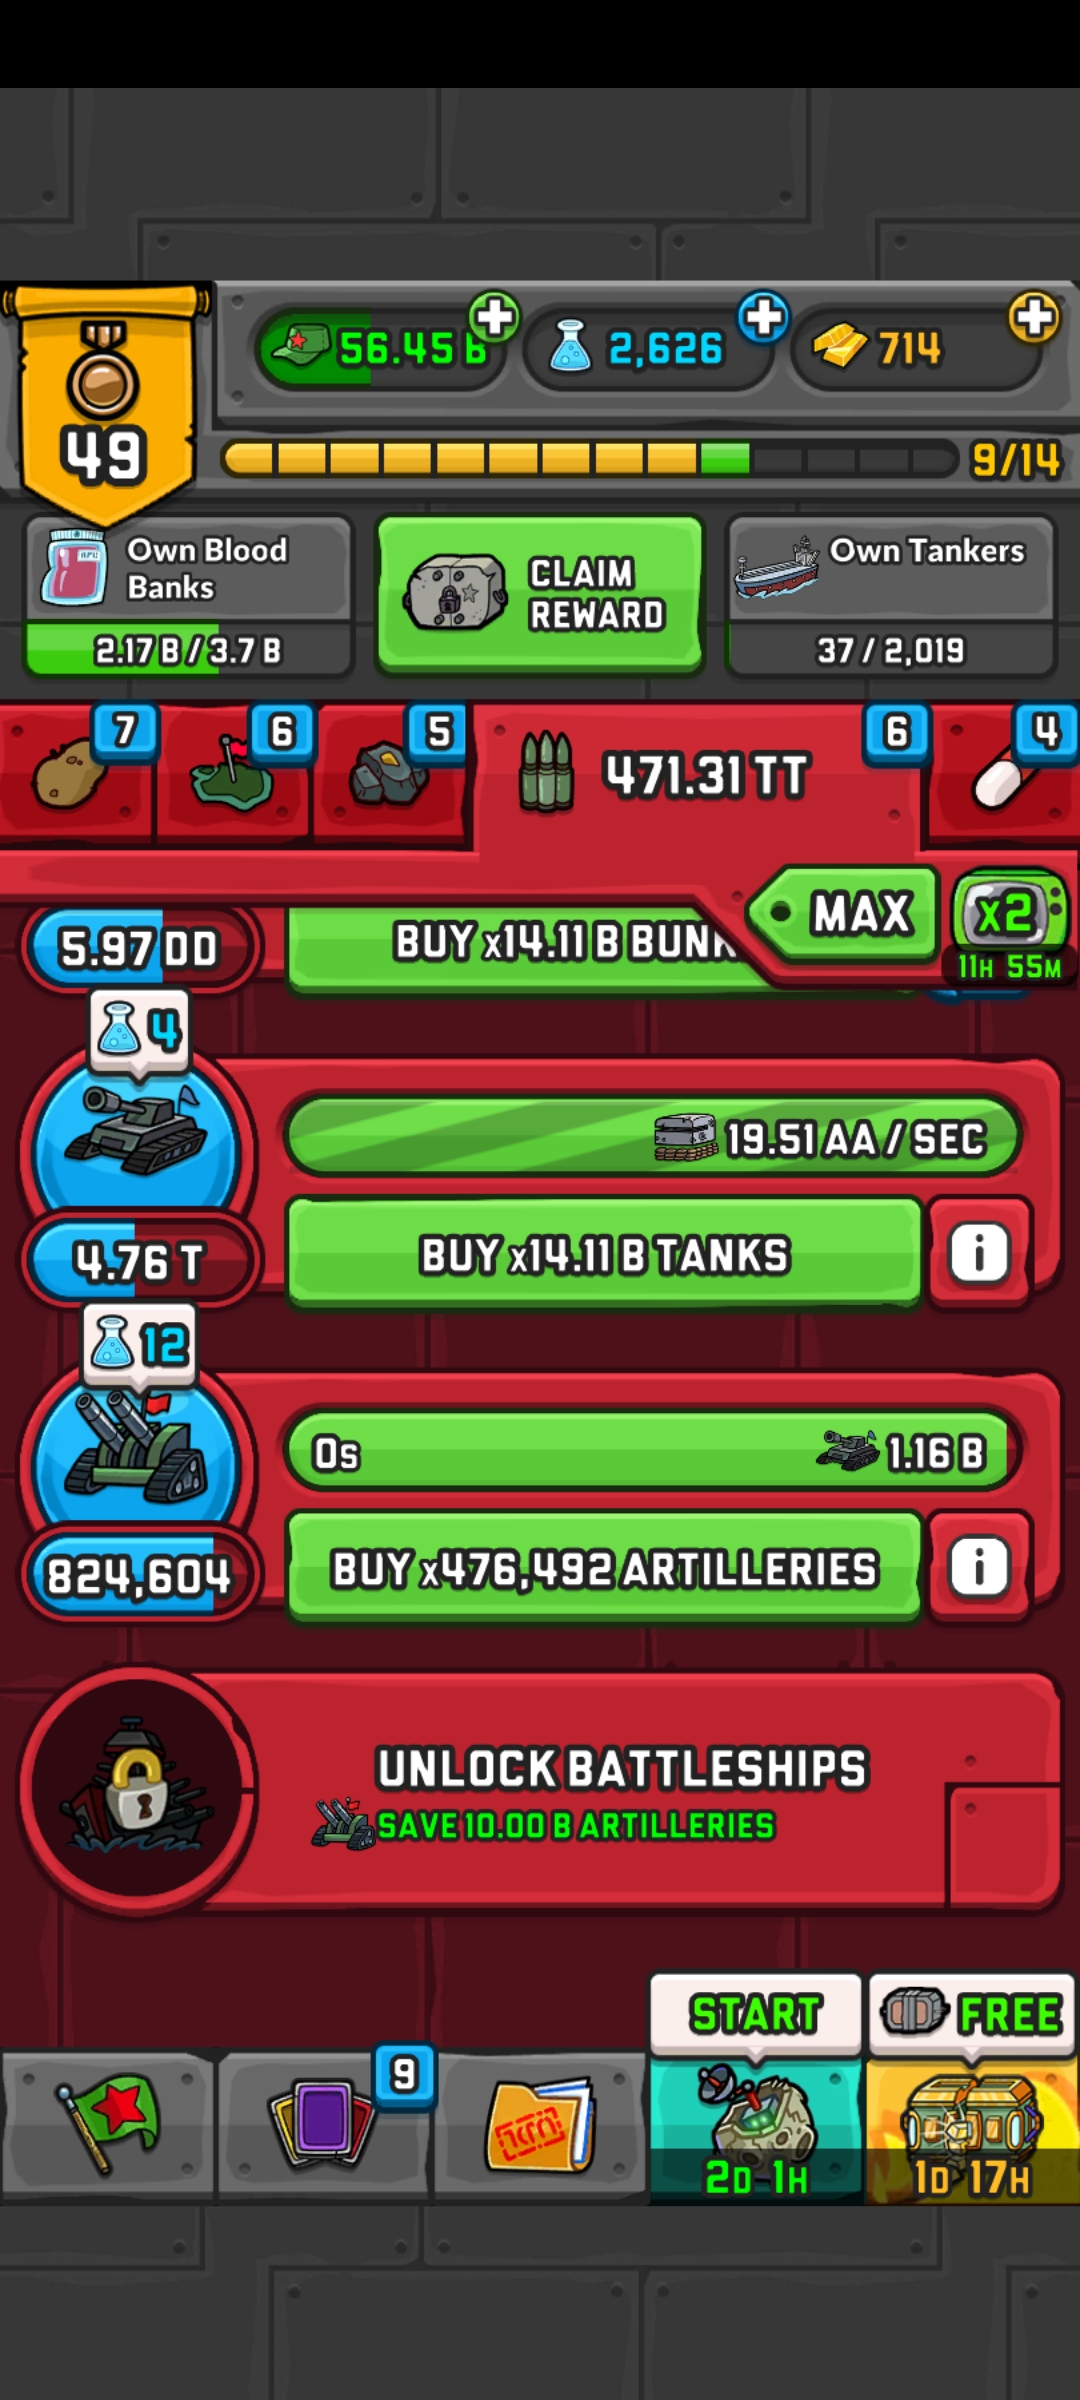 56.45 B
2,626
714
49
9/14
Own Blood
Banks
2.17 B / 3.7 B
CLAIM
REWARD
Own Tankers
37 / 2,019
7
6
5
471.31 TT
6
4
MAX
x2
11H 55M
5.97 DD
BUY x14.11 B BUNK
4
19.51 AA / SEC
4.76 T
BUY x14.11 B TANKS
i
12
0s
1.16 B
824,604
BUY x476,492 ARTILLERIES
i
UNLOCK BATTLESHIPS
SAVE 10.00 B ARTILLERIES
START
FREE
9
2D 1H
1D 17H